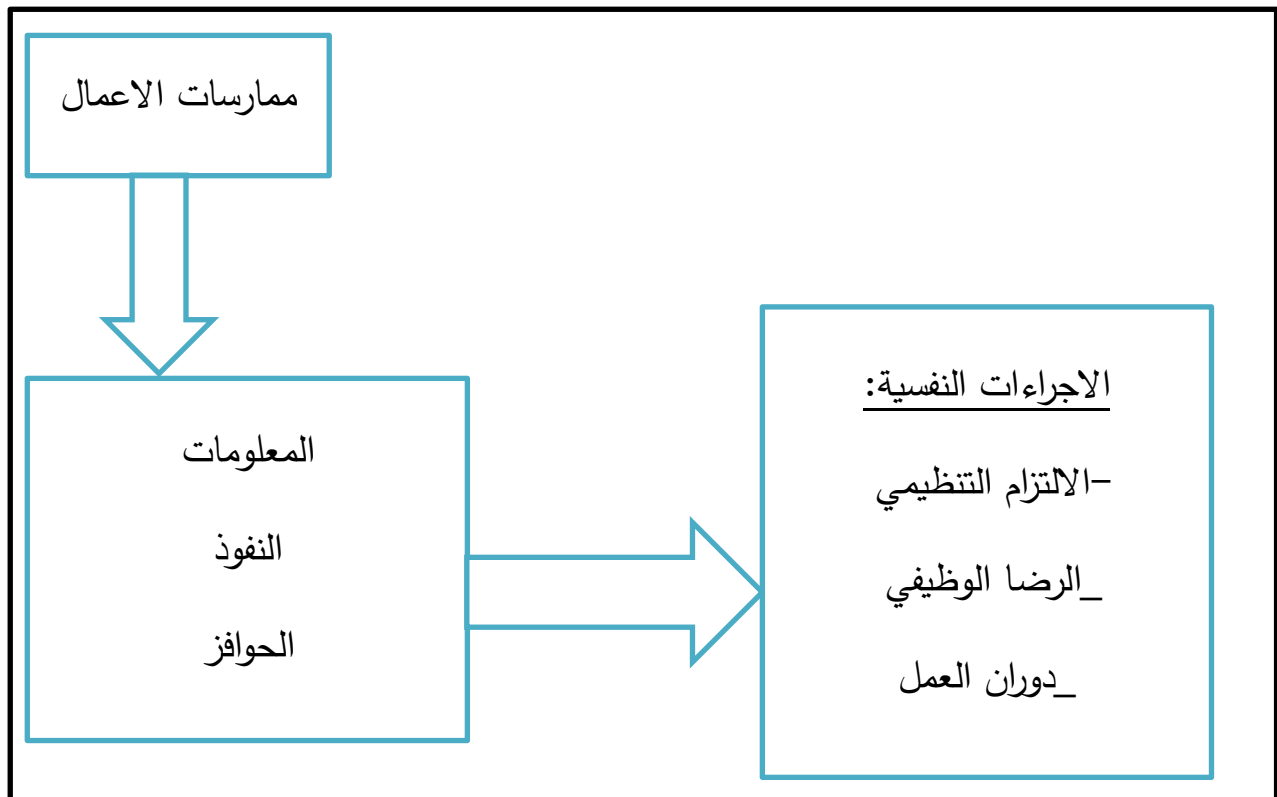 ممارسات الاعمال
المعلومات
النفوذ
الحوافز
الاجراءات النفسية:
-الالتزام التنظيمي
_الرضا الوظيفي
_دوران العمل